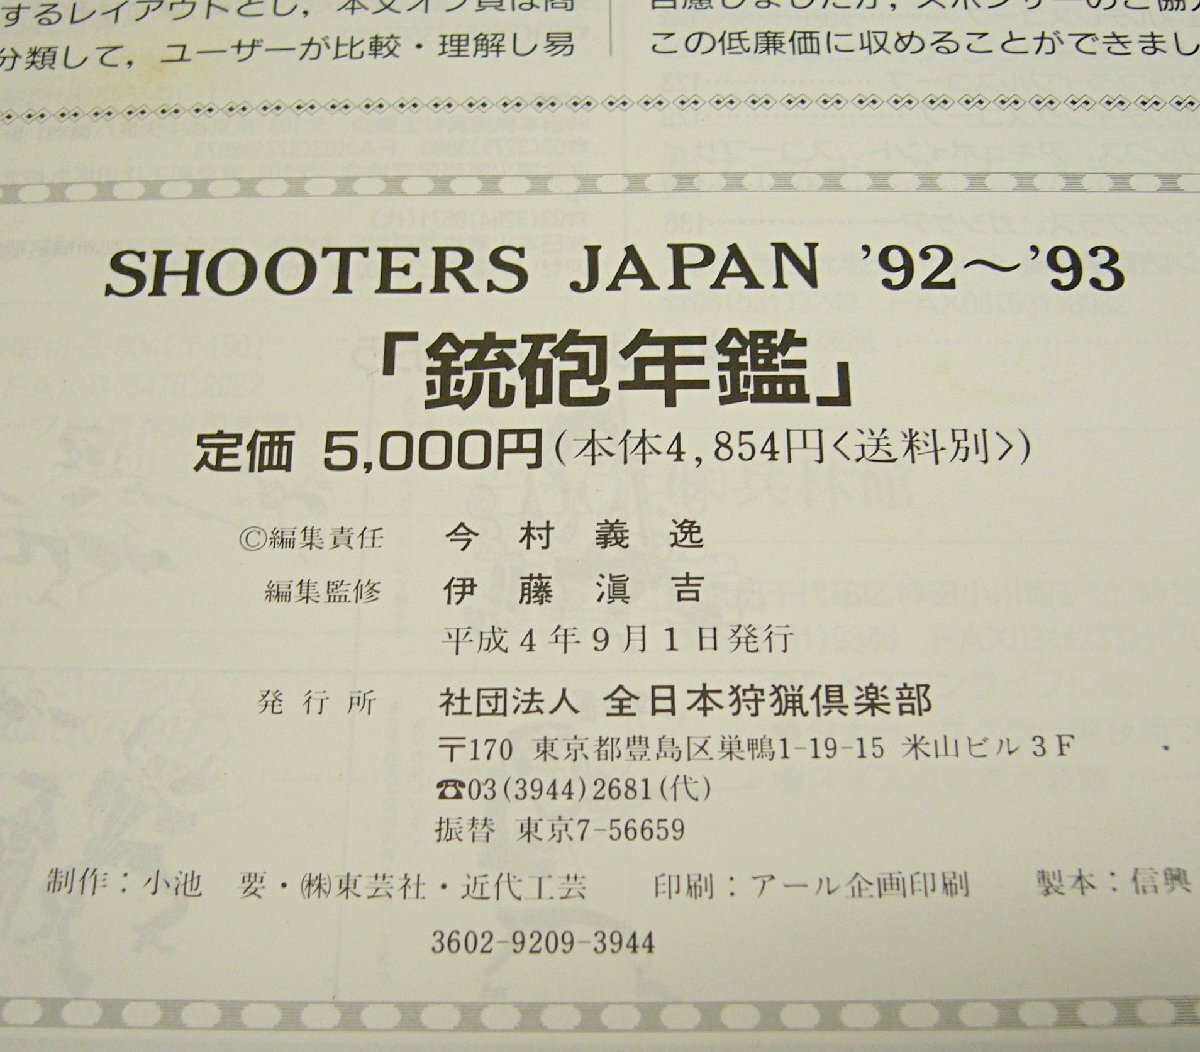 するレイアウトとし，本文オフ頁は商
分類して，ユーザーが比較・理解し易
この低廉価に収めることができまし
SHOOTERS JAPAN '92～'93
「銃砲年鑑」
定価 5,000円(本体4,854円<送料別>)
©編集責任 今村義逸
編集監修 伊藤滇吉
平成4年9月1日発行
発行所 社団法人 全日本狩猟倶楽部
〒170 東京都豊島区巣鴨1-19-15 米山ビル3F
☎03(3944)2681(代)
振替 東京7-56659
制作：小池 要・㈱東芸社・近代工芸 印刷：アール企画印刷 製本：信興
3602-9209-3944